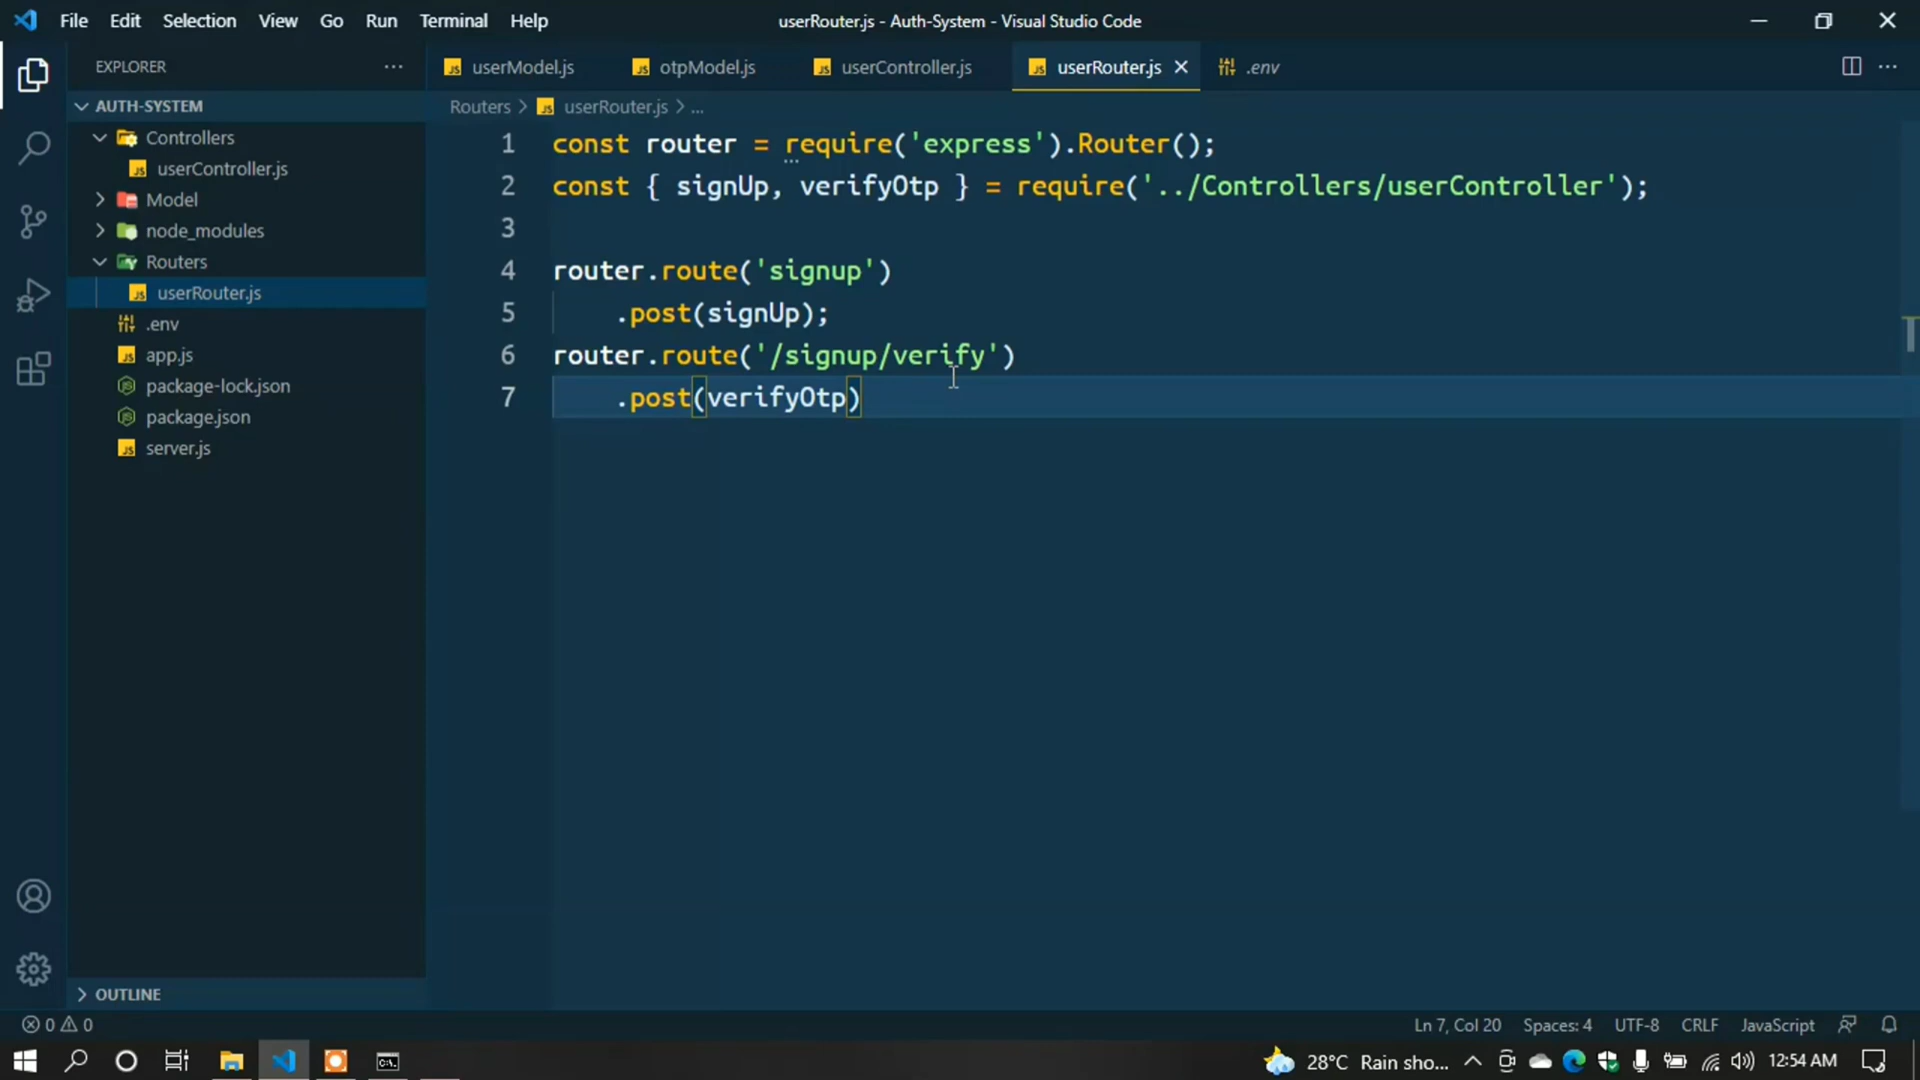 File Edit Selection View Go Run Terminal Help
userRouter.js - Auth-System - Visual Studio Code
EXPLORER
userModel.js
otpModel.js
userController.js
userRouter.js
.env
AUTH-SYSTEM
Controllers
userController.js
Model
node_modules
Routers
userRouter.js
.env
app.js
package-lock.json
package.json
server.js
OUTLINE
Routers > userRouter.js > ...
1 const router = require('express').Router();
2 const { signUp, verifyOtp } = require('../Controllers/userController');
3
4 router.route('signup')
5 .post(signUp);
6 router.route('/signup/verify')
7 .post(verifyOtp)
0 0
Ln 7, Col 20 Spaces: 4 UTF-8 CRLF JavaScript
28°C Rain sho... 12:54 AM